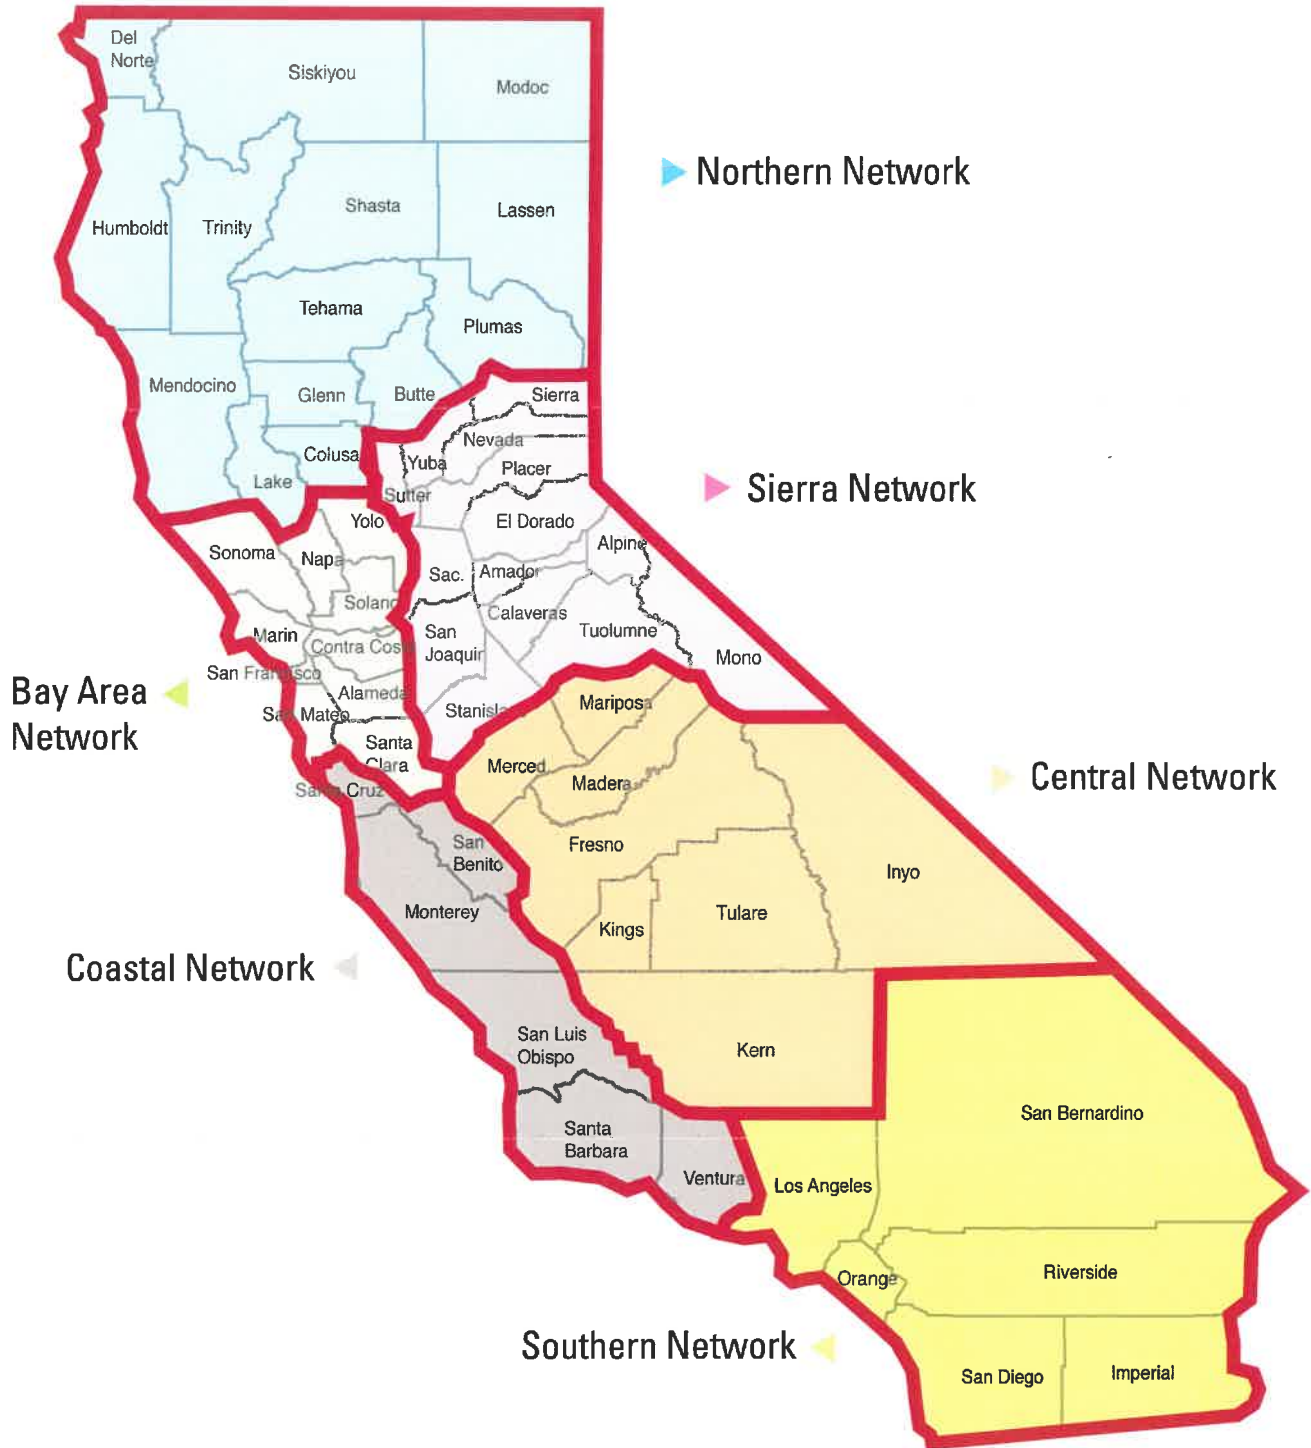 Del
Norte
Siskiyou
Modoc
Northern Network
Shasta
Lassen
Humboldt
Trinity
Tehama
Plumas
Mendocino
Glenn
Butte
Sierra
Nevada
Colusa
Yuba
Placer
Lake
Sutter
Sierra Network
Yolo
El Dorado
Sonoma
Napa
Alpine
Sac.
Amador
Solano
Calaveras
Marin
San
Joaquin
Tuolumne
Contra Costa
Mono
San Francisco
Bay Area
Network
Alameda
Stanislaus
Mariposa
San Mateo
Santa
Clara
Merced
Madera
Central Network
Santa Cruz
San
Benito
Fresno
Inyo
Monterey
Kings
Tulare
Coastal Network
San Luis
Obispo
Kern
San Bernardino
Santa
Barbara
Ventura
Los Angeles
Orange
Riverside
Southern Network
San Diego
Imperial